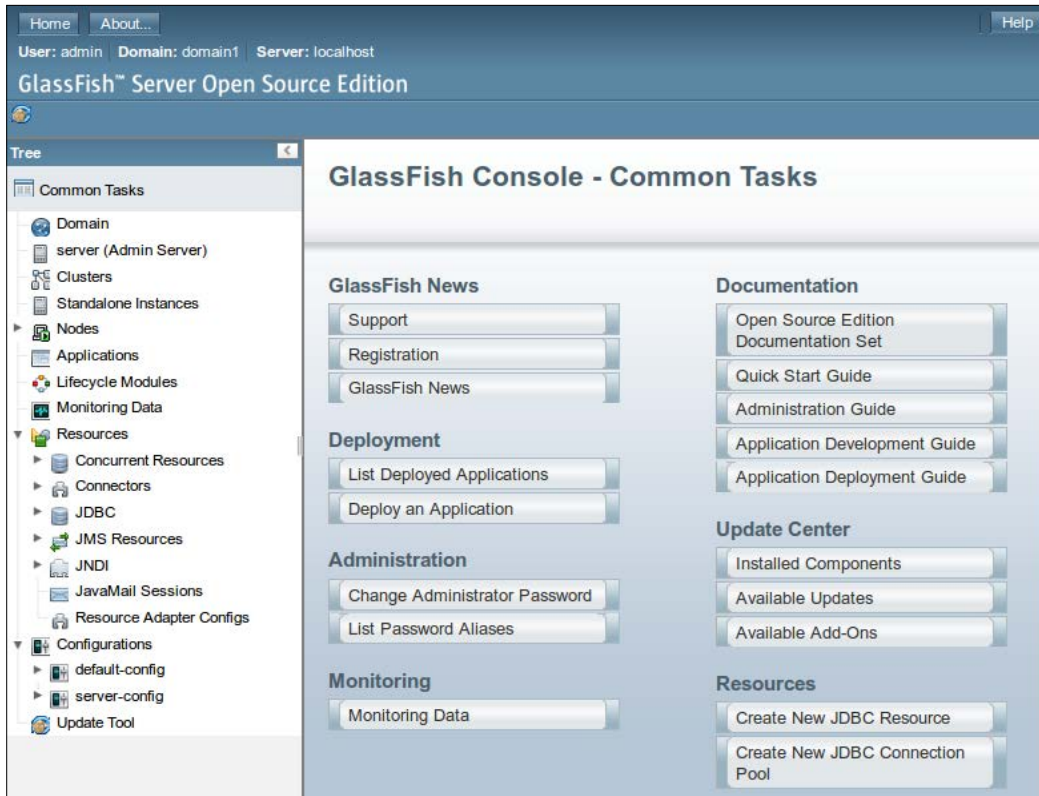 Home About... Help
User: admin Domain: domain1 Server: localhost
GlassFish™ Server Open Source Edition
Tree
Common Tasks
Domain
server (Admin Server)
Clusters
Standalone Instances
Nodes
Applications
Lifecycle Modules
Monitoring Data
Resources
Concurrent Resources
Connectors
JDBC
JMS Resources
JNDI
JavaMail Sessions
Resource Adapter Configs
Configurations
default-config
server-config
Update Tool
GlassFish Console - Common Tasks
GlassFish News
Support
Registration
GlassFish News
Deployment
List Deployed Applications
Deploy an Application
Administration
Change Administrator Password
List Password Aliases
Monitoring
Monitoring Data
Documentation
Open Source Edition
Documentation Set
Quick Start Guide
Administration Guide
Application Development Guide
Application Deployment Guide
Update Center
Installed Components
Available Updates
Available Add-Ons
Resources
Create New JDBC Resource
Create New JDBC Connection
Pool